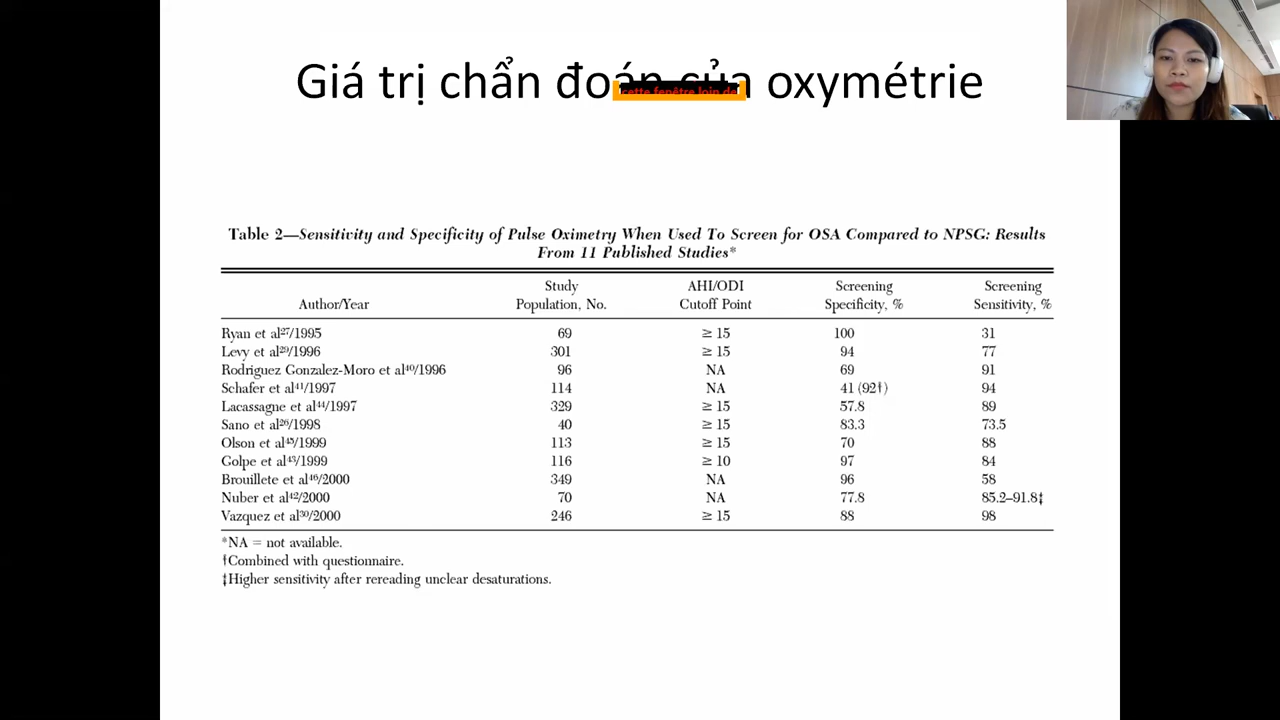 Giá trị chẩn đoán của oxymétrie
cette fenêtre loin de
Table 2—Sensitivity and Specificity of Pulse Oximetry When Used To Screen for OSA Compared to NPSG: Results
From 11 Published Studies*
Study AHI/ODI Screening Screening
Author/Year Population, No. Cutoff Point Specificity, % Sensitivity, %
Ryan et al²⁷/1995 69 ≥ 15 100 31
Levy et al²⁹/1996 301 ≥ 15 94 77
Rodriguez Gonzalez-Moro et al⁴⁰/1996 96 NA 69 91
Schafer et al⁴¹/1997 114 NA 41 (92†) 94
Lacassagne et al⁴⁴/1997 329 ≥ 15 57.8 89
Sano et al²⁶/1998 40 ≥ 15 83.3 73.5
Olson et al⁴⁵/1999 113 ≥ 15 70 88
Golpe et al⁴³/1999 116 ≥ 10 97 84
Brouillete et al⁴⁶/2000 349 NA 96 58
Nuber et al⁴²/2000 70 NA 77.8 85.2–91.8‡
Vazquez et al³⁰/2000 246 ≥ 15 88 98
*NA = not available.
†Combined with questionnaire.
‡Higher sensitivity after rereading unclear desaturations.